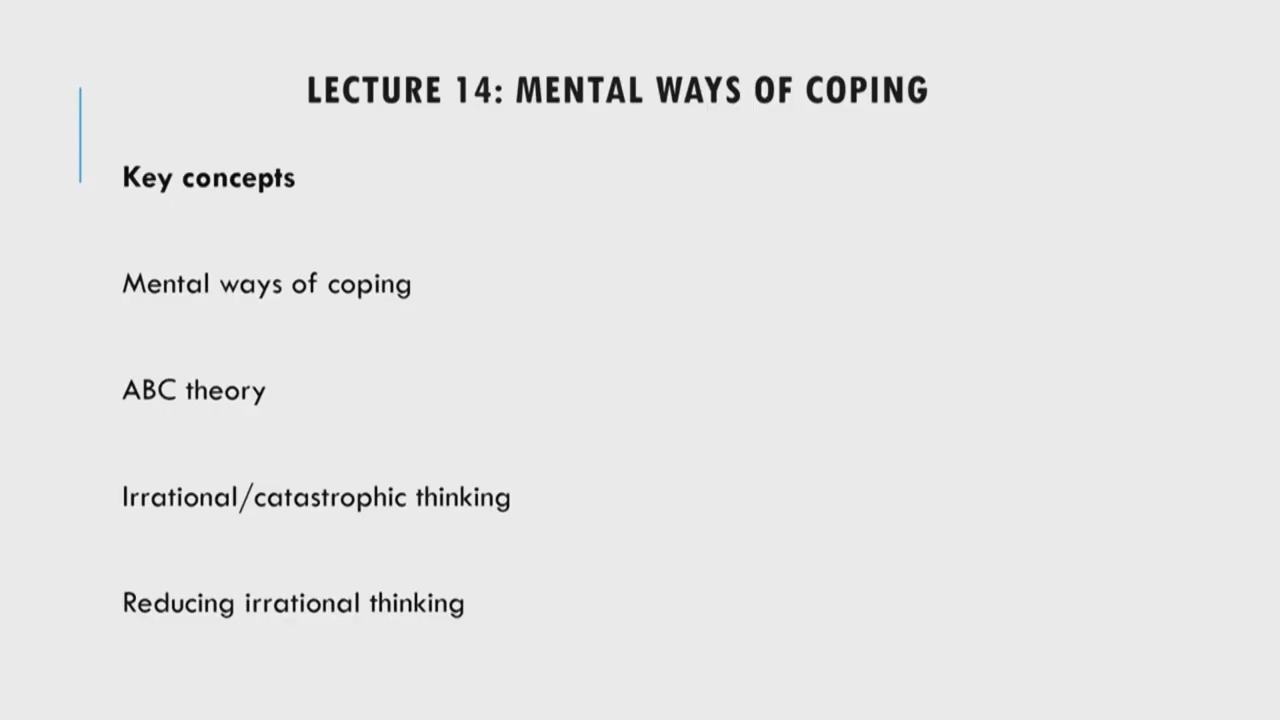 LECTURE 14: MENTAL WAYS OF COPING
Key concepts
Mental ways of coping
ABC theory
Irrational/catastrophic thinking
Reducing irrational thinking